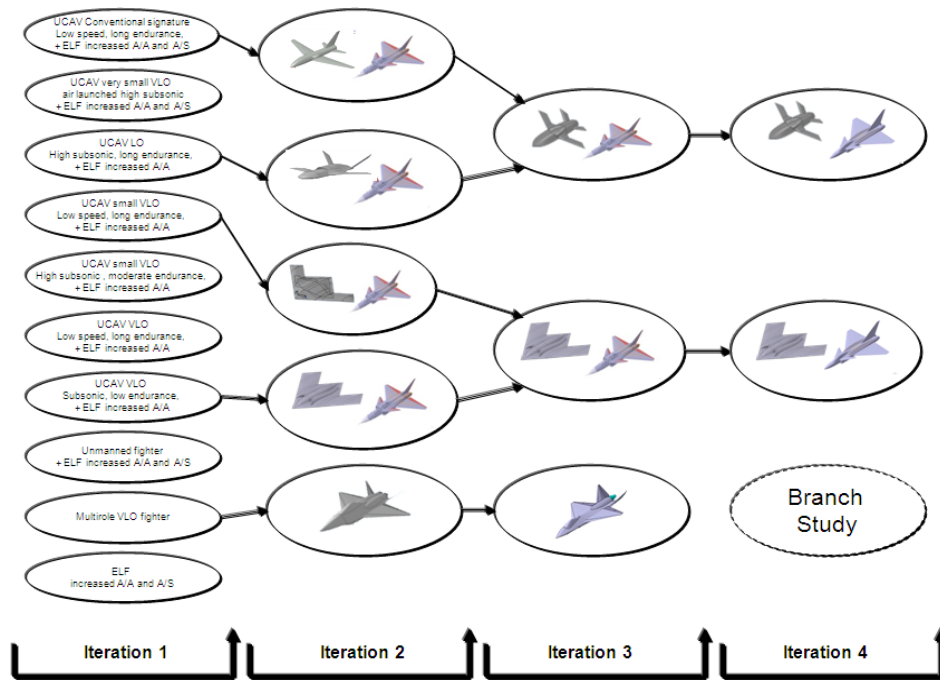 UCAV Conventional signature
Low speed, long endurance,
+ ELF increased A/A and A/S
UCAV very small VLO
air launched high subsonic
+ ELF increased A/A and A/S
UCAV LO
High subsonic, long endurance,
+ ELF increased A/A
UCAV small VLO
Low speed, long endurance,
+ ELF increased A/A
UCAV small VLO
High subsonic , moderate endurance,
+ ELF increased A/A
UCAV VLO
Low speed, long endurance,
+ ELF increased A/A
UCAV VLO
Subsonic, low endurance,
+ ELF increased A/A
Unmanned fighter
+ ELF increased A/A and A/S
Multirole VLO fighter
ELF
increased A/A and A/S
Branch
Study
Iteration 1
Iteration 2
Iteration 3
Iteration 4